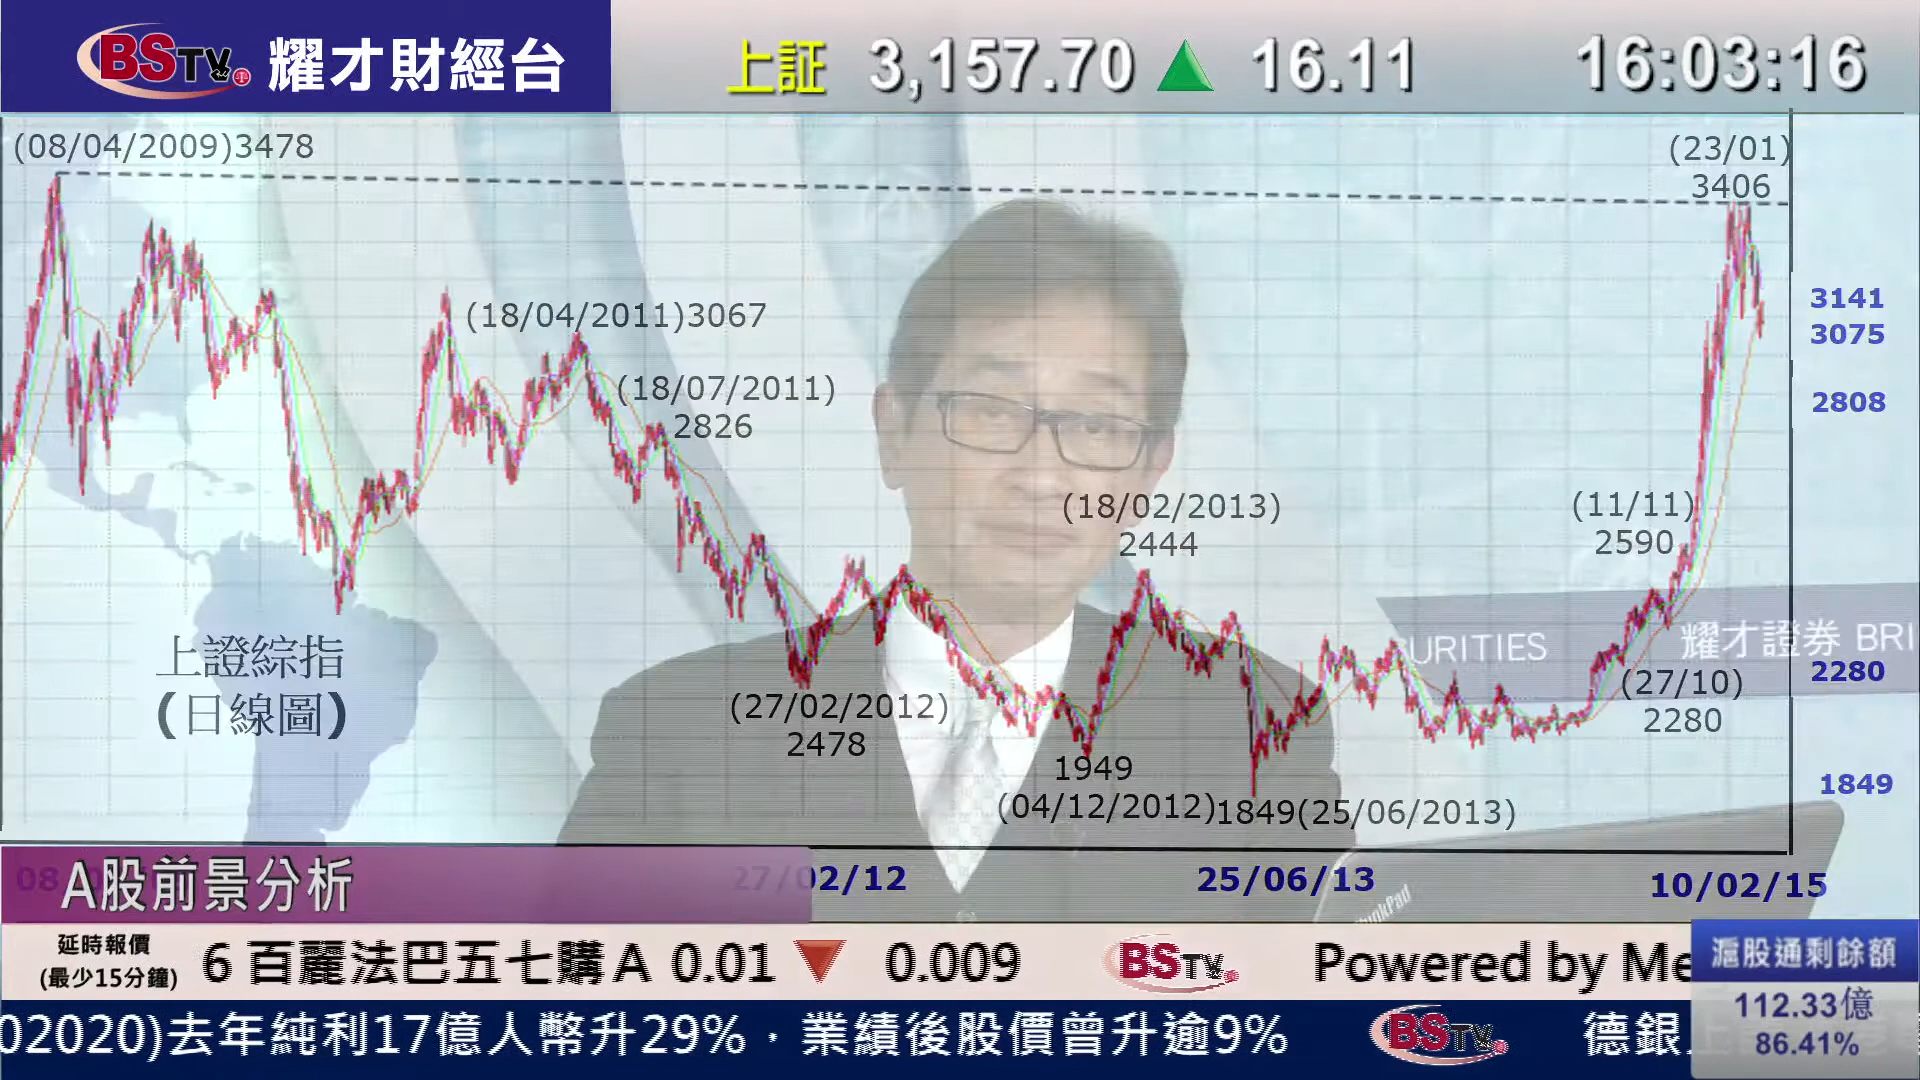 BSTV 耀才財經台
上証 3,157.70 ▲ 16.11 16:03:16
(08/04/2009)3478
(23/01)
3406
(18/04/2011)3067
(18/07/2011)
2826
3141
3075
2808
(18/02/2013)
2444
(11/11)
2590
上證綜指
(日線圖)
URITIES 耀才證券 BRI
2280
(27/10)
2280
(27/02/2012)
2478
1949
(04/12/2012)
1849(25/06/2013)
1849
A股前景分析
08
27/02/12
25/06/13
10/02/15
延時報價
(最少15分鐘)
6 百麗法巴五七購A 0.01 ▼ 0.009 BSTV Powered by Me
滬股通剩餘額
112.33億
86.41%
02020)去年純利17億人幣升29%，業績後股價曾升逾9% BSTV 德銀